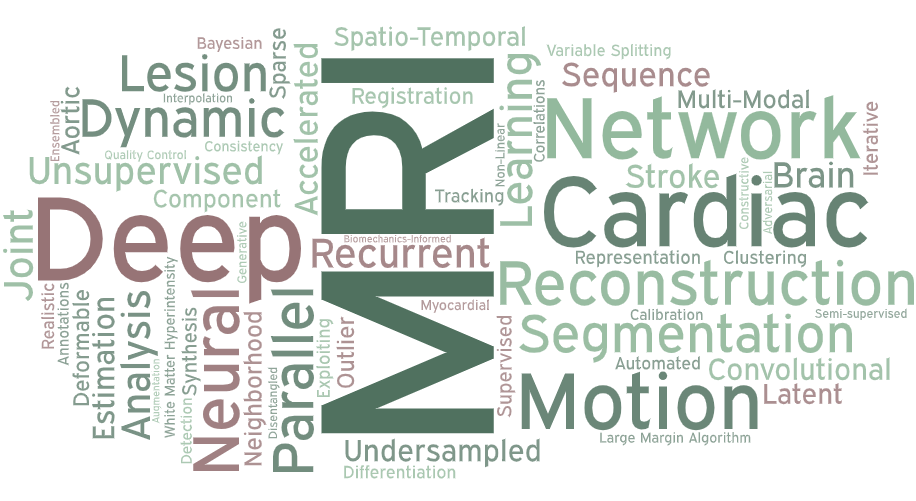 Spatio-Temporal
Bayesian
Sparse
Variable Splitting
Lesion
Accelerated
MRI
Learning
Sequence
Interpolation
Registration
Correlations
Multi-Modal
Ensembled
Aortic
Dynamic
Network
Iterative
Consistency
Non-Linear
Quality Control
Unsupervised
Stroke
Constructive
Adversarial
Brain
Component
Tracking
Cardiac
Joint
Deep
Generative
Biomechanics-Informed
Recurrent
Representation
Clustering
Reconstruction
Realistic
Annotations
Deformable
Estimation
Analysis
Augmentation
White Matter Hyperintensity
Synthesis
Detection
Neural
Neighborhood
Disentangled
Parallel
Exploiting
Outlier
Myocardial
Supervised
Calibration
Semi-supervised
Segmentation
Automated
Convolutional
Motion
Latent
Large Margin Algorithm
Undersampled
Differentiation